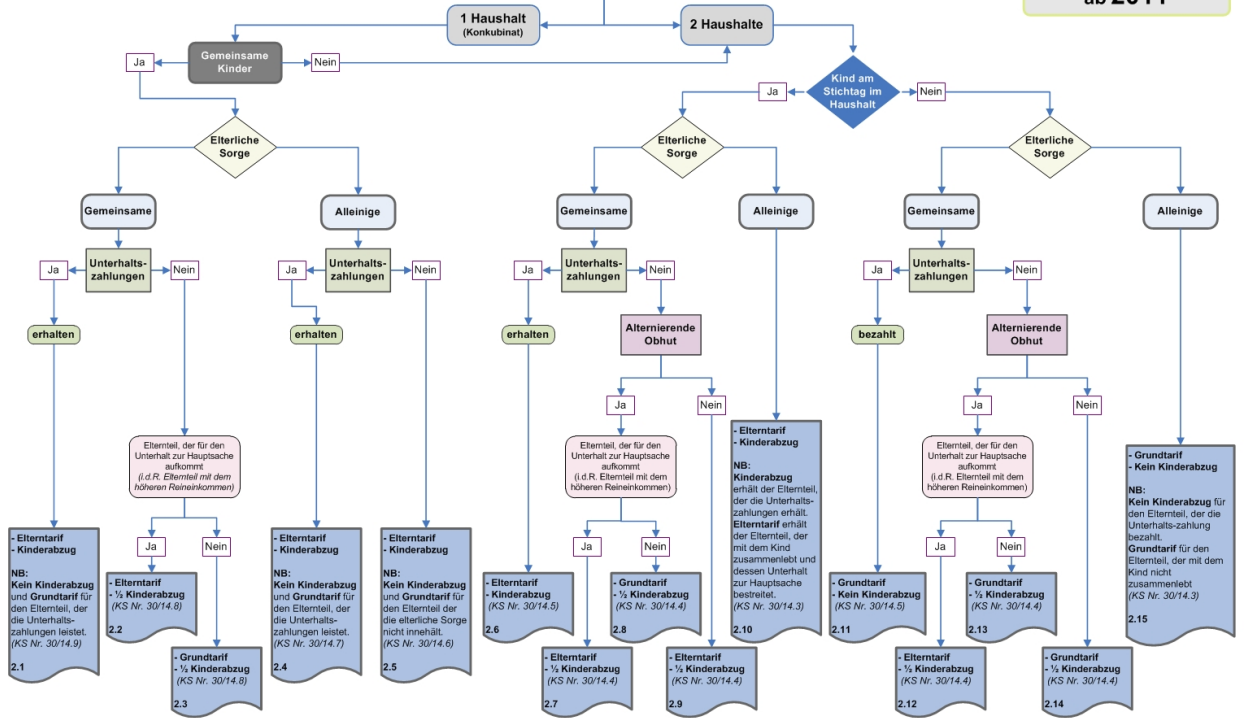 ab 2011
1 Haushalt
(Konkubinat)
2 Haushalte
Gemeinsame
Kinder
Ja
Nein
Kind am
Stichtag im
Haushalt
Ja
Nein
Elterliche
Sorge
Elterliche
Sorge
Elterliche
Sorge
Gemeinsame
Alleinige
Gemeinsame
Alleinige
Gemeinsame
Alleinige
Unterhalts-
zahlungen
Ja
Nein
Unterhalts-
zahlungen
Ja
Nein
Unterhalts-
zahlungen
Ja
Nein
Unterhalts-
zahlungen
Ja
Nein
erhalten
erhalten
erhalten
Alternierende
Obhut
bezahlt
Alternierende
Obhut
Ja
Nein
Ja
Nein
Elternteil, der für den
Unterhalt zur Hauptsache
aufkommt
(i.d.R. Elternteil mit dem
höheren Reineinkommen)
Ja
Nein
Elternteil, der für den
Unterhalt zur Hauptsache
aufkommt
(i.d.R. Elternteil mit dem
höheren Reineinkommen)
Ja
Nein
Elternteil, der für den
Unterhalt zur Hauptsache
aufkommt
(i.d.R. Elternteil mit dem
höheren Reineinkommen)
Ja
Nein
- Elterntarif
- Kinderabzug
NB:
Kein Kinderabzug
und Grundtarif für
den Elternteil, der
die Unterhalts-
zahlungen leistet.
(KS Nr. 30/14.9)
2.1
- Elterntarif
- ½ Kinderabzug
(KS Nr. 30/14.8)
2.2
- Grundtarif
- ½ Kinderabzug
(KS Nr. 30/14.8)
2.3
- Elterntarif
- Kinderabzug
NB:
Kein Kinderabzug
und Grundtarif für
den Elternteil, der
die Unterhalts-
zahlungen leistet.
(KS Nr. 30/14.7)
2.4
- Elterntarif
- Kinderabzug
NB:
Kein Kinderabzug
und Grundtarif für
den Elternteil der
die elterliche Sorge
nicht innehält.
(KS Nr. 30/14.6)
2.5
- Elterntarif
- Kinderabzug
(KS Nr. 30/14.5)
2.6
- Elterntarif
- ½ Kinderabzug
(KS Nr. 30/14.4)
2.7
- Grundtarif
- ½ Kinderabzug
(KS Nr. 30/14.4)
2.8
- Elterntarif
- ½ Kinderabzug
(KS Nr. 30/14.4)
2.9
- Elterntarif
- Kinderabzug
NB:
Kinderabzug
erhält der Elternteil,
der die Unterhalts-
zahlungen erhält.
Elterntarif erhält
der Elternteil, der
mit dem Kind
zusammenlebt und
dessen Unterhalt
zur Hauptsache
bestreitet.
(KS Nr. 30/14.3)
2.10
- Grundtarif
- Kein Kinderabzug
(KS Nr. 30/14.5)
2.11
- Elterntarif
- ½ Kinderabzug
(KS Nr. 30/14.4)
2.12
- Grundtarif
- ½ Kinderabzug
(KS Nr. 30/14.4)
2.13
- Grundtarif
- ½ Kinderabzug
(KS Nr. 30/14.4)
2.14
- Grundtarif
- Kein Kinderabzug
NB:
Kein Kinderabzug für
den Elternteil, der die
Unterhalts-zahlung
bezahlt.
Grundtarif für den
Elternteil, der mit dem
Kind nicht
zusammenlebt
(KS Nr. 30/14.3)
2.15